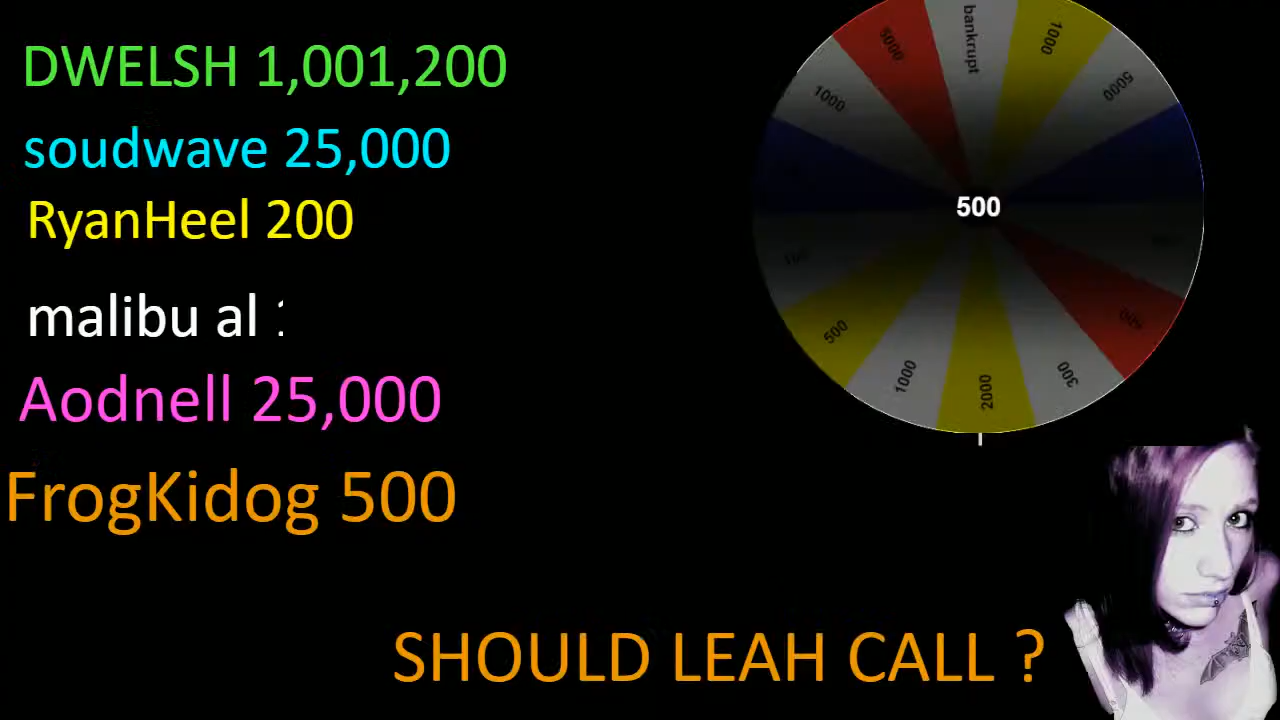 DWELSH 1,001,200
soudwave 25,000
RyanHeel 200
malibu al
Aodnell 25,000
FrogKidog 500
SHOULD LEAH CALL ?
5000
bankrupt
1000
5000
1000
500
500
1000
2000
300